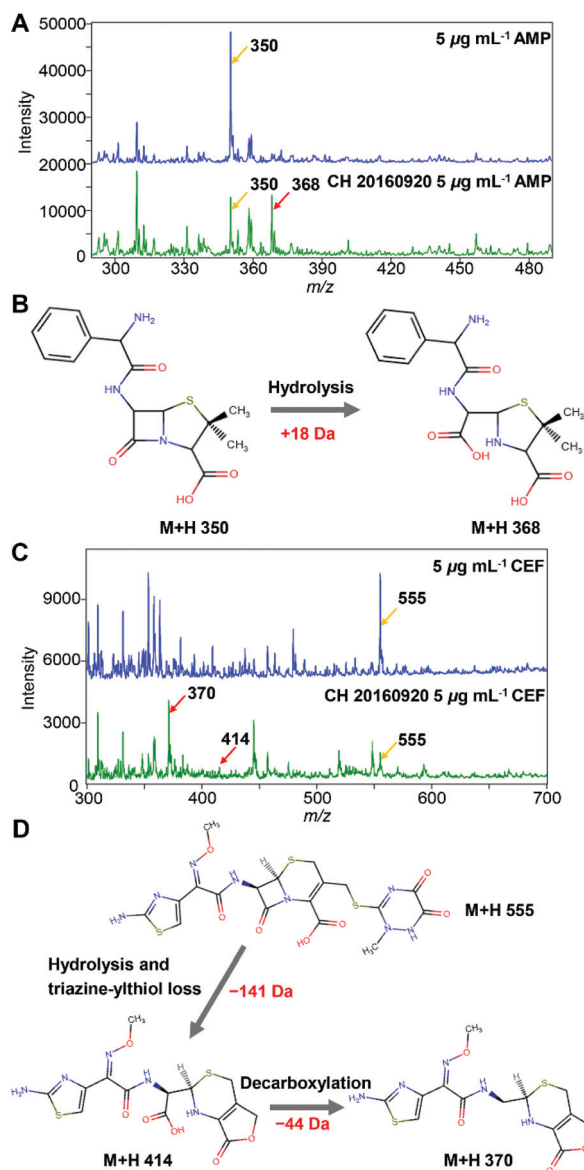 A
50000
40000
30000
20000
10000
0
Intensity
5 µg mL⁻¹ AMP
350
CH 20160920 5 µg mL⁻¹ AMP
350
368
300
330
360
390
420
450
480
m/z
B
NH₂
O
HN
S
CH₃
CH₃
O
N
O
HO
M+H 350
Hydrolysis
+18 Da
NH₂
O
HN
S
CH₃
CH₃
O
OH
HN
O
HO
M+H 368
C
9000
6000
3000
0
Intensity
5 µg mL⁻¹ CEF
555
CH 20160920 5 µg mL⁻¹ CEF
370
414
555
300
400
500
600
700
m/z
D
CH₃
O
N
H
N
H
S
N
O
O
H₂N
S
O
O
N
HO
O
S
N
N
NH
H₃C
M+H 555
Hydrolysis and
triazine-ylthiol loss
−141 Da
CH₃
O
N
H
N
H
S
N
H₂N
S
O
O
OH
HN
O
O
M+H 414
Decarboxylation
−44 Da
CH₃
O
N
H
N
H
S
N
H₂N
S
O
HN
O
O
M+H 370